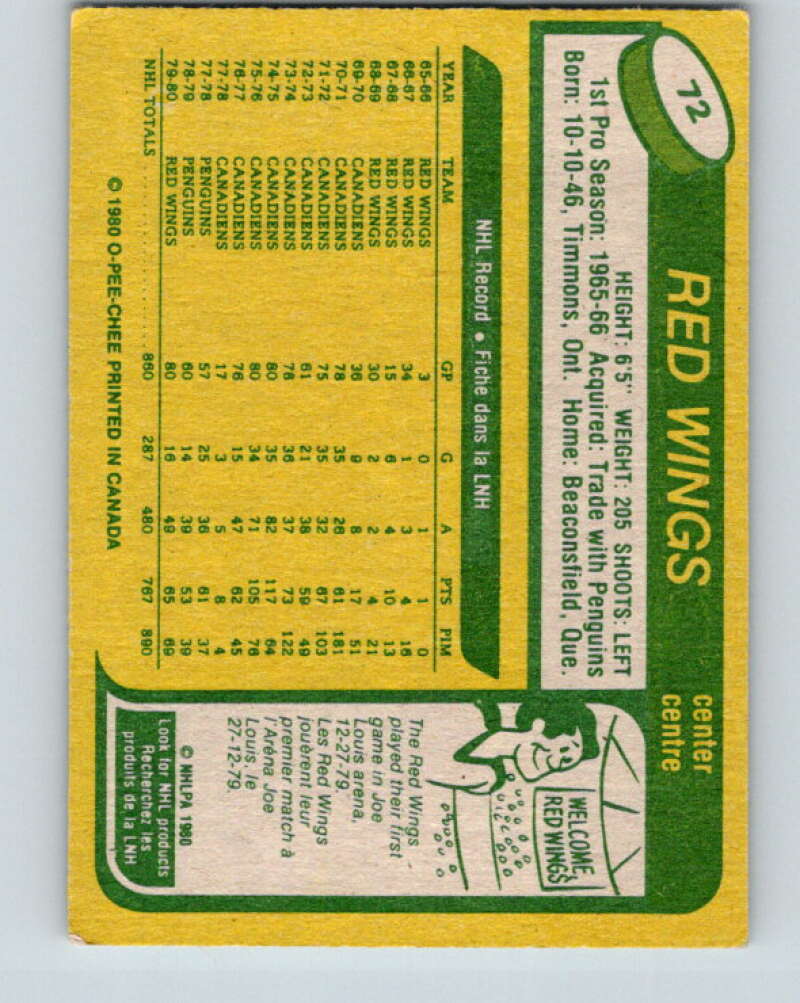 72
RED WINGS
center
centre
HEIGHT: 6'5" WEIGHT: 205 SHOOTS: LEFT
1st Pro Season: 1965-66 Acquired: Trade with Penguins
Born: 10-10-46, Timmons, Ont. Home: Beaconsfield, Que.
NHL Record • Fiche dans la LNH
YEAR TEAM GP G A PTS PIM
65-66 RED WINGS 3 0 1 1 0
66-67 RED WINGS 34 1 3 4 16
67-68 RED WINGS 15 6 4 10 13
68-69 RED WINGS 30 2 2 4 21
69-70 CANADIENS 36 9 8 17 51
70-71 CANADIENS 78 35 26 61 181
71-72 CANADIENS 75 35 32 67 103
72-73 CANADIENS 61 21 38 59 49
73-74 CANADIENS 76 36 37 73 122
74-75 CANADIENS 80 35 82 117 64
75-76 CANADIENS 80 34 71 105 76
76-77 CANADIENS 76 15 47 62 45
77-78 CANADIENS 17 3 5 8 4
77-78 PENGUINS 57 25 36 61 37
78-79 PENGUINS 60 14 39 53 39
79-80 RED WINGS 80 16 49 65 69
NHL TOTALS .......... 860 287 480 767 890
© 1980 O-PEE-CHEE PRINTED IN CANADA
WELCOME,
RED WINGS
The Red Wings
played their first
game in Joe
Louis arena,
12-27-79.
Les Red Wings
jouèrent leur
premier match à
l'Aréna Joe
Louis, le
27-12-79.
© NHLPA 1980
Look for NHL products
Recherchez les
produits de la LNH